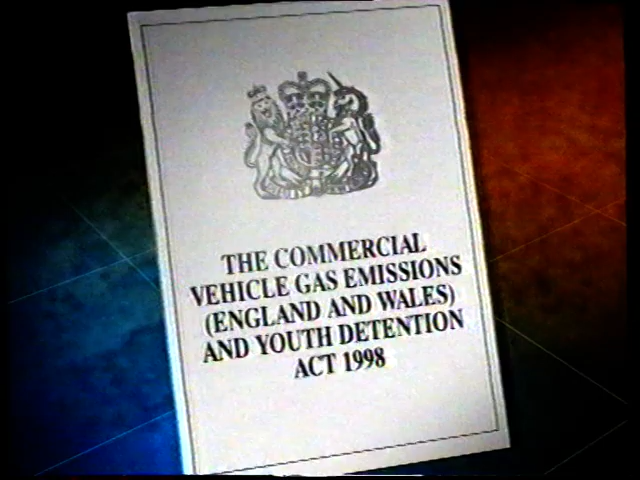 THE COMMERCIAL
VEHICLE GAS EMISSIONS
(ENGLAND AND WALES)
AND YOUTH DETENTION
ACT 1998